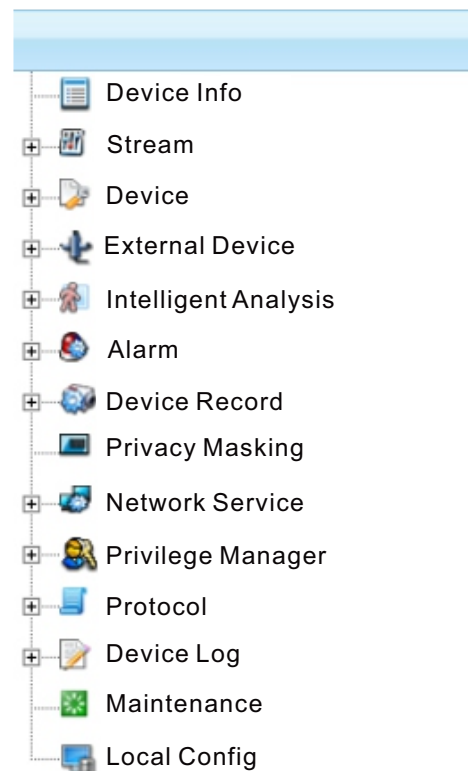 Device Info
Stream
Device
External Device
Intelligent Analysis
Alarm
Device Record
Privacy Masking
Network Service
Privilege Manager
Protocol
Device Log
Maintenance
Local Config